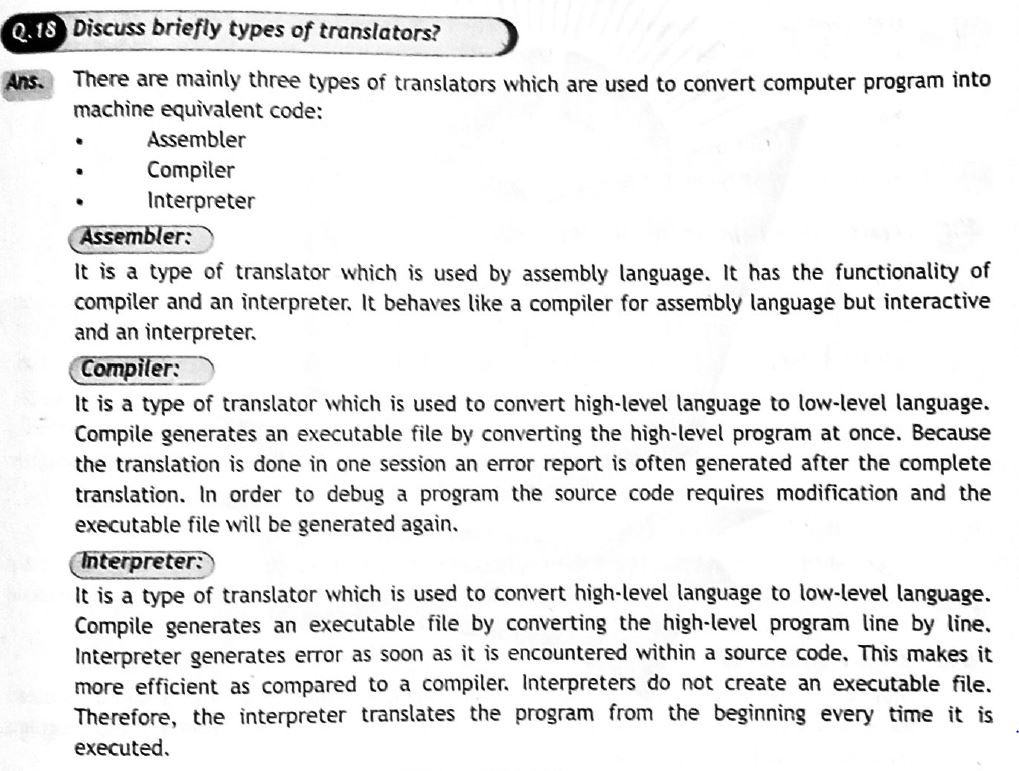 Q.18 Discuss briefly types of translators?
Ans. There are mainly three types of translators which are used to convert computer program into
machine equivalent code:
• Assembler
• Compiler
• Interpreter
Assembler:
It is a type of translator which is used by assembly language. It has the functionality of
compiler and an interpreter. It behaves like a compiler for assembly language but interactive
and an interpreter.
Compiler:
It is a type of translator which is used to convert high-level language to low-level language.
Compile generates an executable file by converting the high-level program at once. Because
the translation is done in one session an error report is often generated after the complete
translation. In order to debug a program the source code requires modification and the
executable file will be generated again.
Interpreter:
It is a type of translator which is used to convert high-level language to low-level language.
Compile generates an executable file by converting the high-level program line by line.
Interpreter generates error as soon as it is encountered within a source code. This makes it
more efficient as compared to a compiler. Interpreters do not create an executable file.
Therefore, the interpreter translates the program from the beginning every time it is
executed.